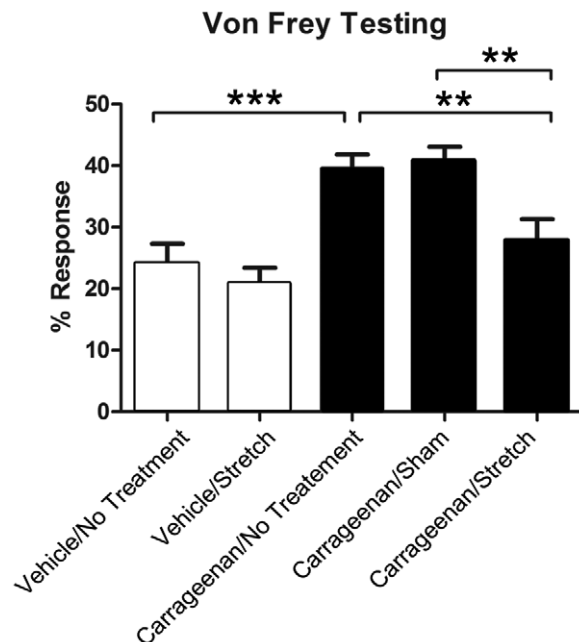 Von Frey Testing
**
***
**
% Response
50
40
30
20
10
0
Vehicle/No Treatment
Vehicle/Stretch
Carrageenan/No Treatement
Carrageenan/Sham
Carrageenan/Stretch